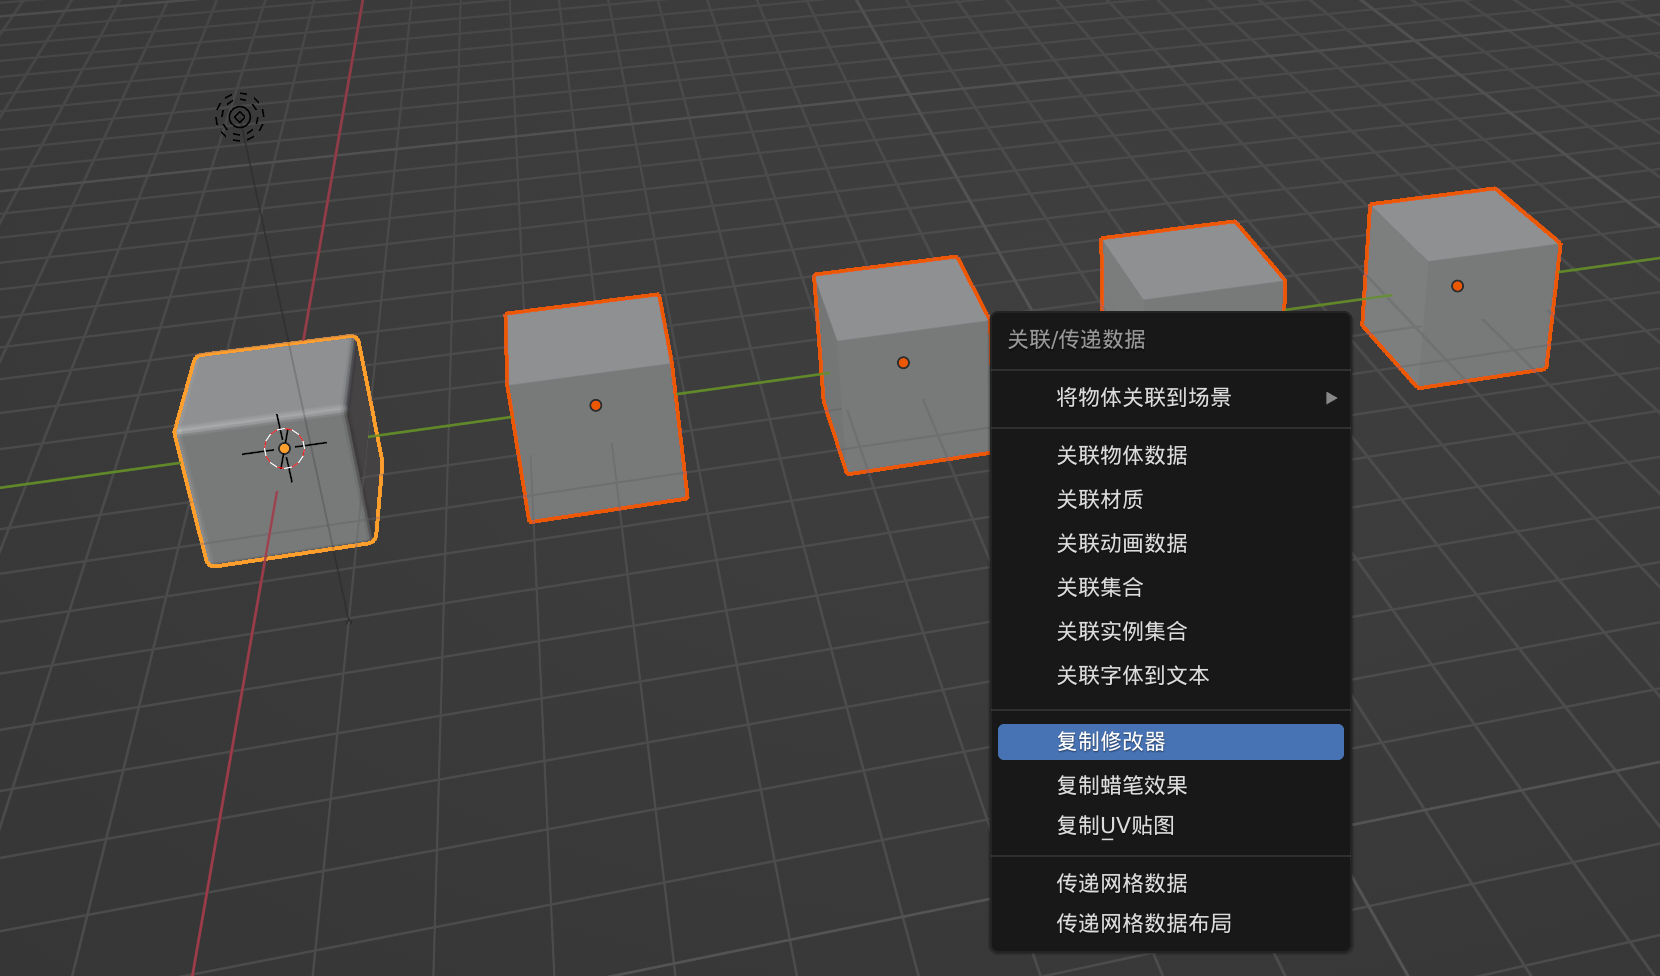 关联/传递数据
将物体关联到场景
关联物体数据
关联材质
关联动画数据
关联集合
关联实例集合
关联字体到文本
复制修改器
复制蜡笔效果
复制UV贴图
传递网格数据
传递网格数据布局